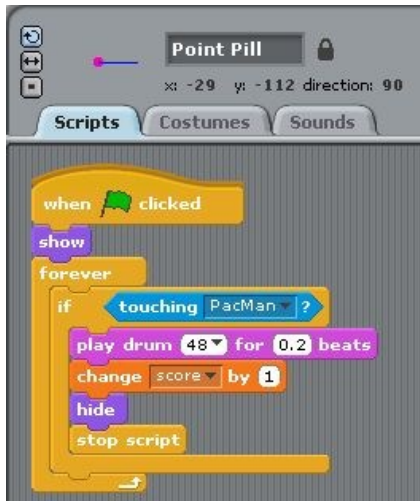 Point Pill
x: -29 y: -112 direction: 90
Scripts Costumes Sounds
when clicked
show
forever
if touching PacMan ?
play drum 48 for 0.2 beats
change score by 1
hide
stop script